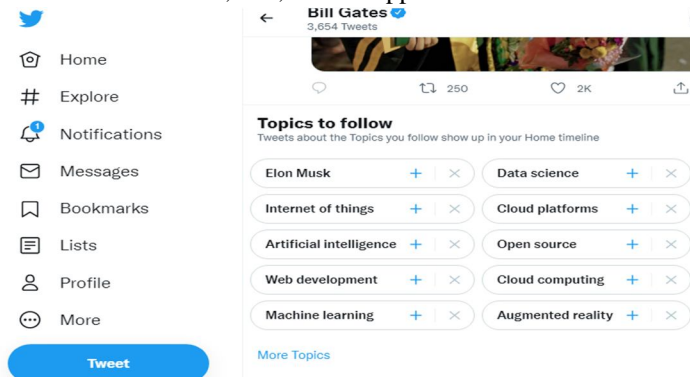 Bill Gates
3,654 Tweets
Home
Explore
1
Notifications
Messages
Bookmarks
Lists
Profile
More
Tweet
250
2K
Topics to follow
Tweets about the Topics you follow show up in your Home timeline
Elon Musk
Data science
Internet of things
Cloud platforms
Artificial intelligence
Open source
Web development
Cloud computing
Machine learning
Augmented reality
More Topics